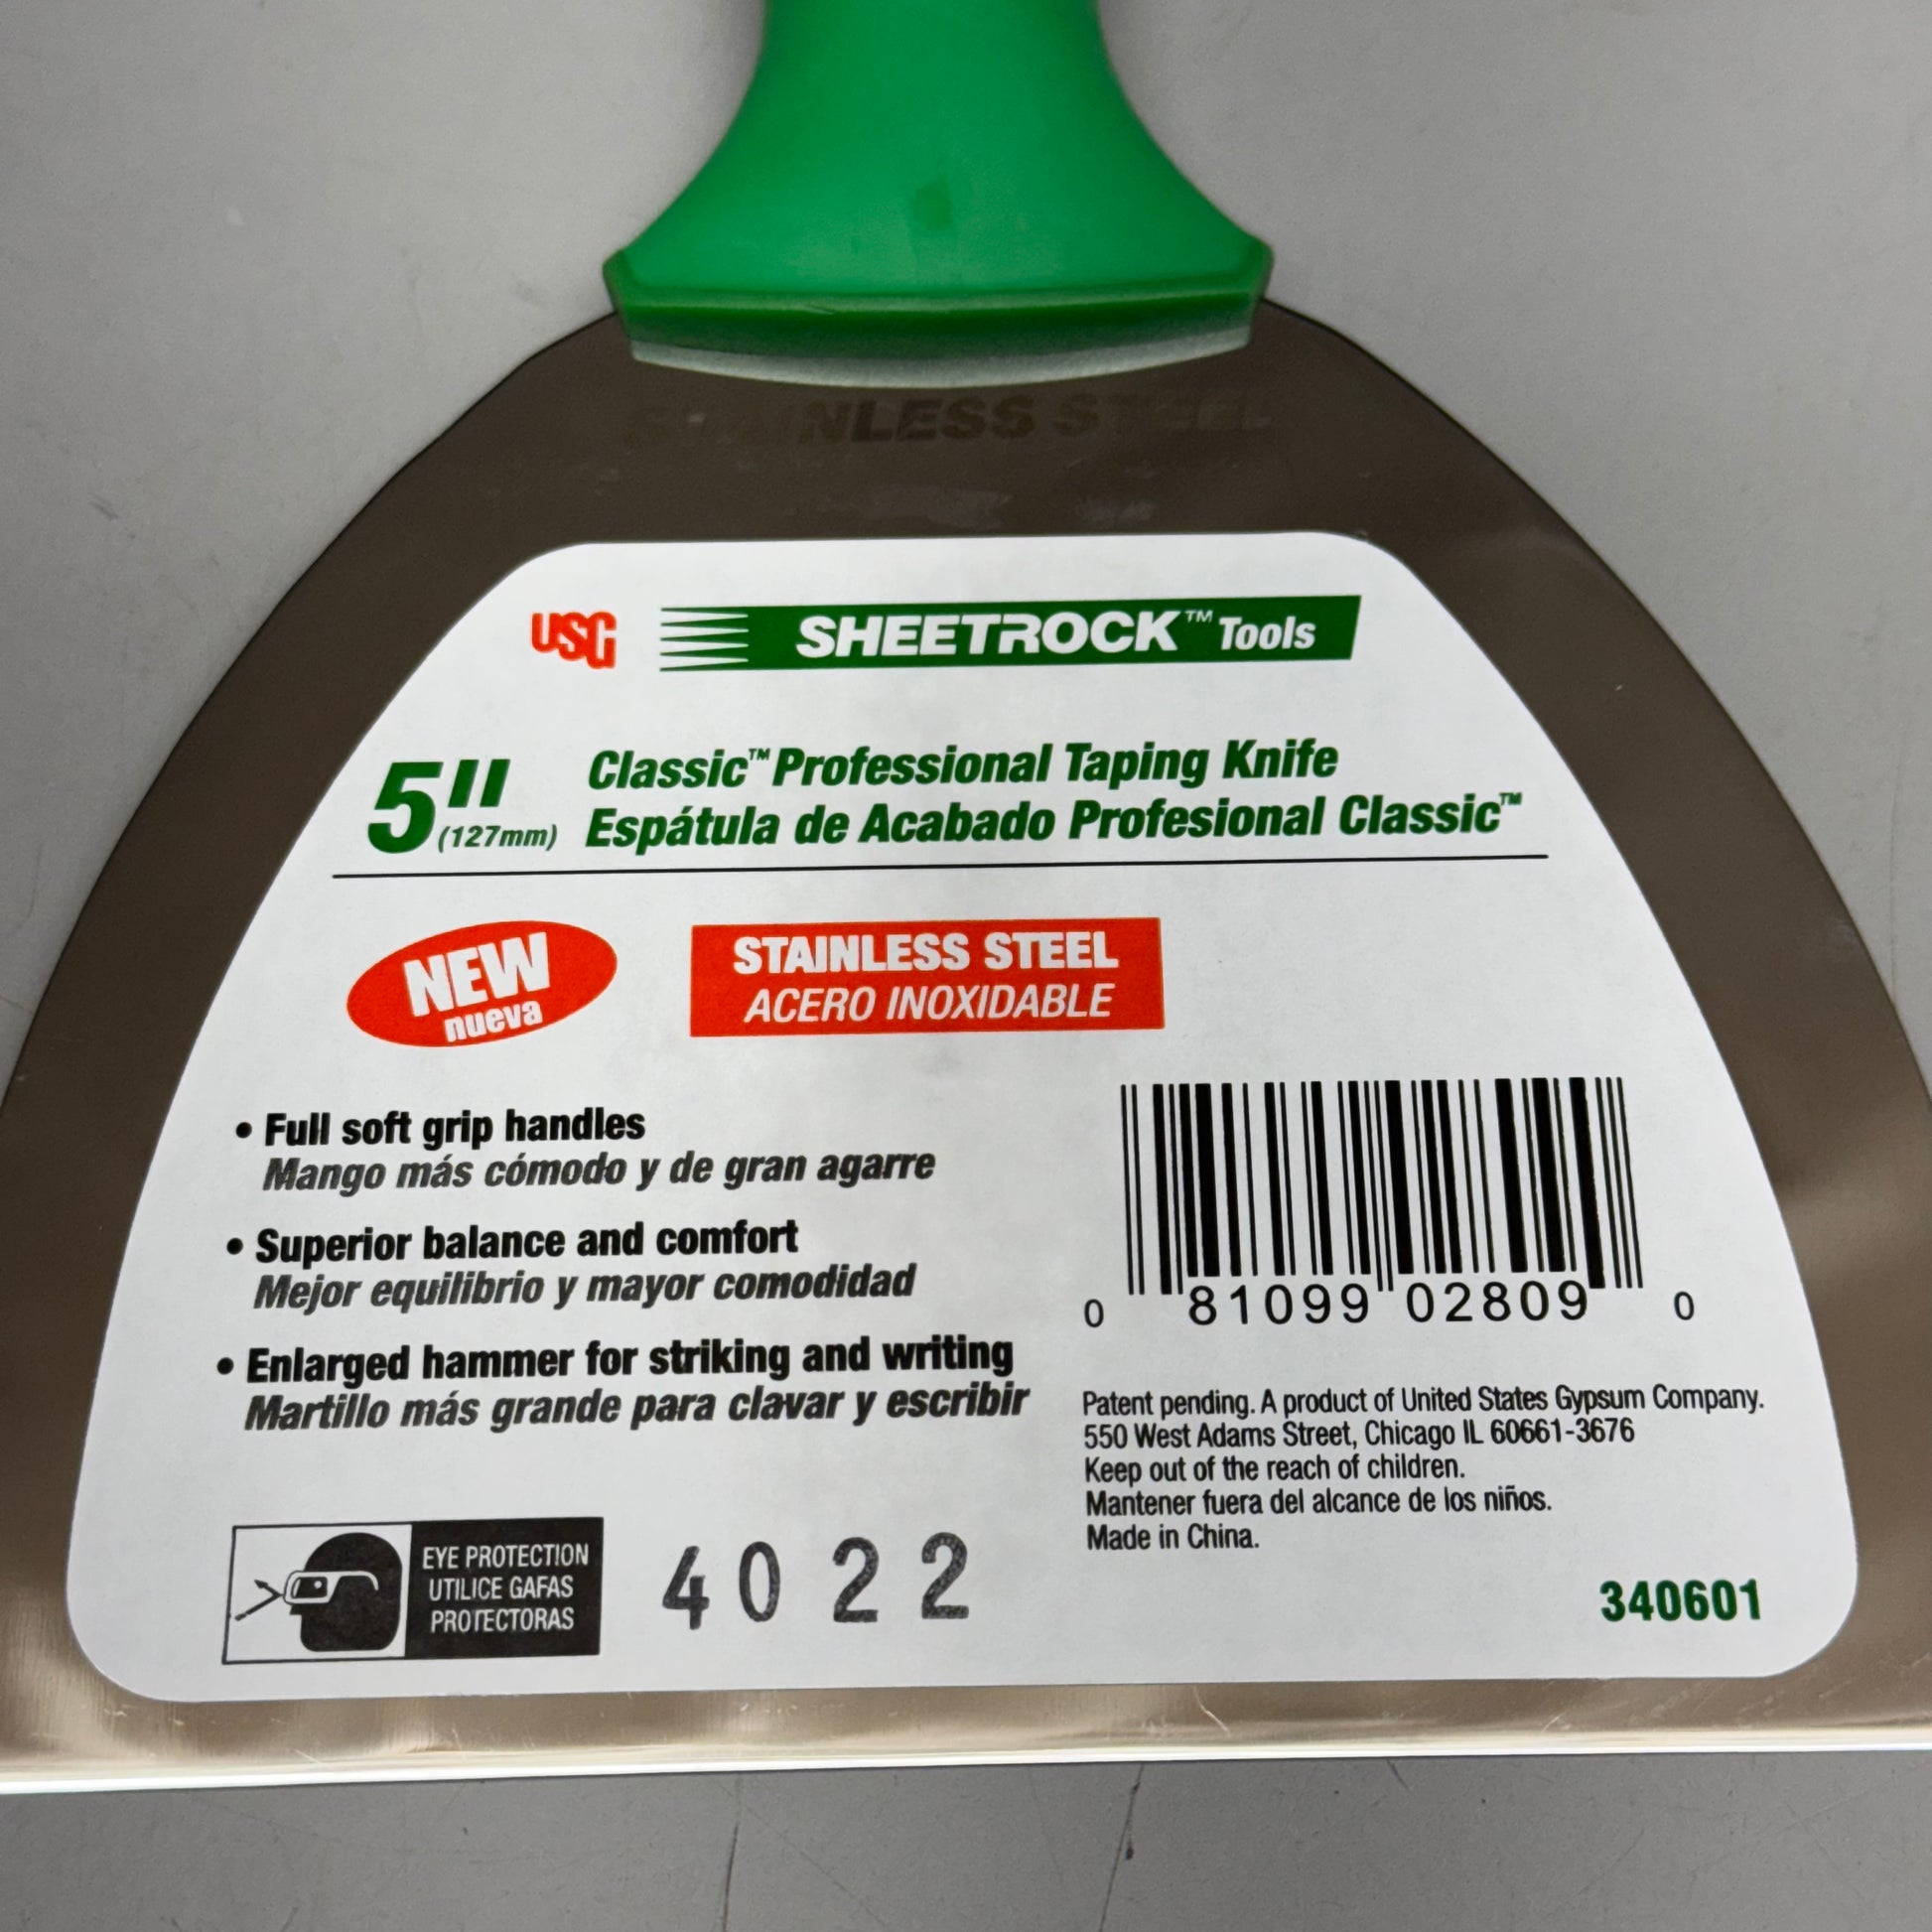 STAINLESS STEEL
USG SHEETROCK™ Tools
5" (127mm)
Classic™ Professional Taping Knife
Espátula de Acabado Profesional Classic™
NEW
nueva
STAINLESS STEEL
ACERO INOXIDABLE
• Full soft grip handles
Mango más cómodo y de gran agarre
• Superior balance and comfort
Mejor equilibrio y mayor comodidad
• Enlarged hammer for striking and writing
Martillo más grande para clavar y escribir
0 81099 02809 0
Patent pending. A product of United States Gypsum Company.
550 West Adams Street, Chicago IL 60661-3676
Keep out of the reach of children.
Mantener fuera del alcance de los niños.
Made in China.
EYE PROTECTION
UTILICE GAFAS
PROTECTORAS
4022
340601